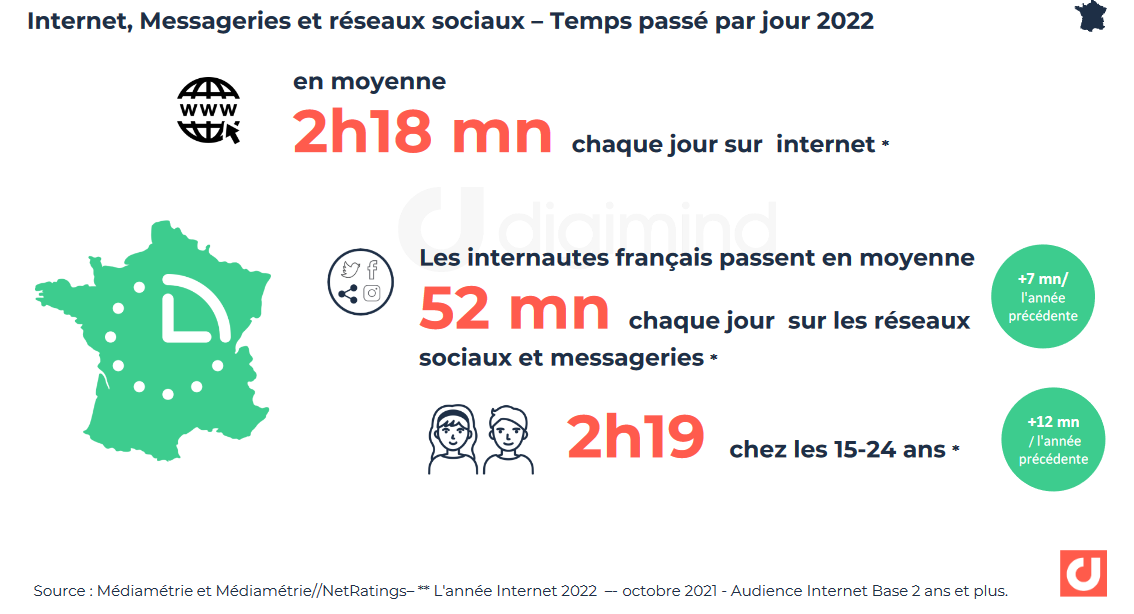 Internet, Messageries et réseaux sociaux – Temps passé par jour 2022
en moyenne
WWW
2h18 mn chaque jour sur internet *
digimind
Les internautes français passent en moyenne
52 mn chaque jour sur les réseaux
sociaux et messageries *
+7 mn/
l'année
précédente
2h19 chez les 15-24 ans *
+12 mn
/ l'année
précédente
Source : Médiamétrie et Médiamétrie//NetRatings– ** L'année Internet 2022 –- octobre 2021 - Audience Internet Base 2 ans et plus.